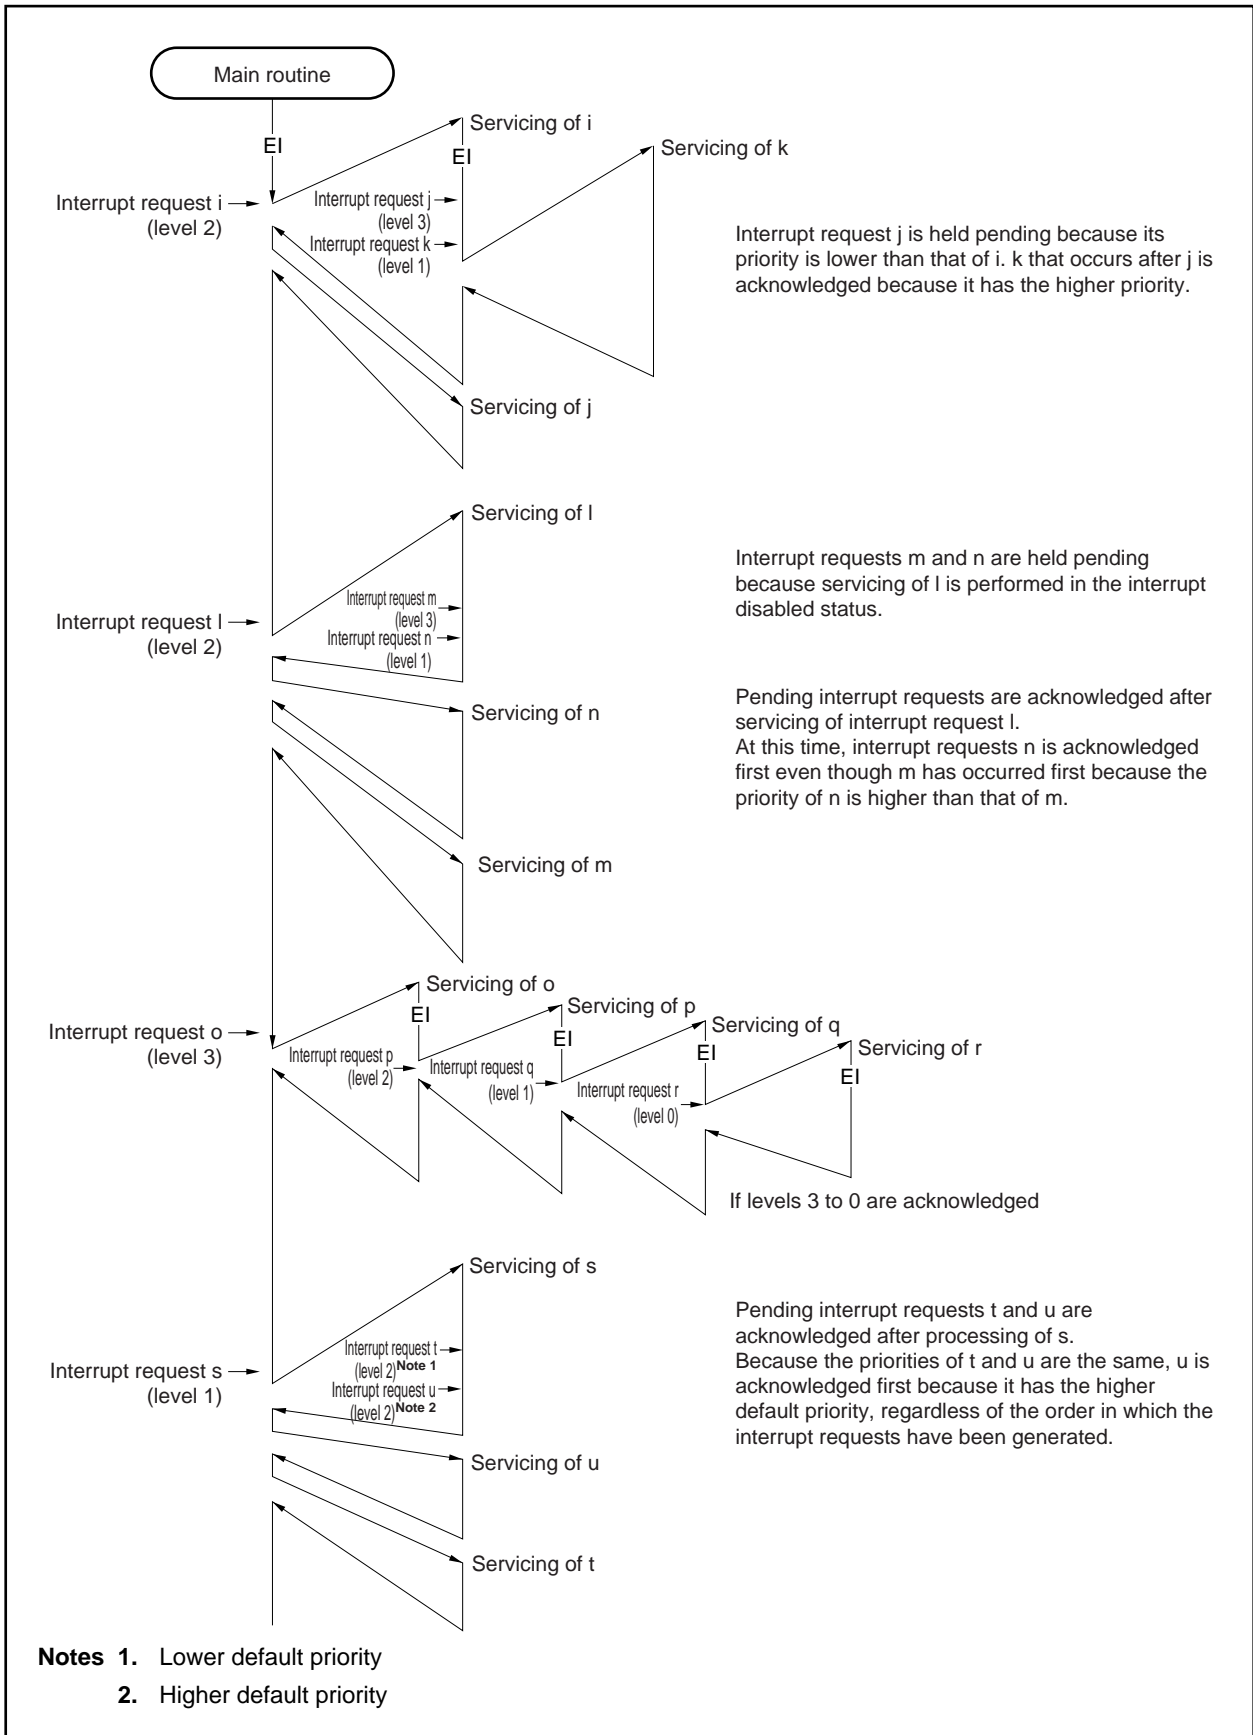 Main routine
EI
Servicing of i
EI
Servicing of k
Interrupt request i
(level 2)
Interrupt request j
(level 3)
Interrupt request k
(level 1)
Interrupt request j is held pending because its
priority is lower than that of i. k that occurs after j is
acknowledged because it has the higher priority.
Servicing of j
Servicing of l
Interrupt request l
(level 2)
Interrupt request m
(level 3)
Interrupt request n
(level 1)
Interrupt requests m and n are held pending
because servicing of l is performed in the interrupt
disabled status.
Servicing of n
Pending interrupt requests are acknowledged after
servicing of interrupt request l.
At this time, interrupt requests n is acknowledged
first even though m has occurred first because the
priority of n is higher than that of m.
Servicing of m
Servicing of o
EI
Servicing of p
EI
Servicing of q
EI
Servicing of r
EI
Interrupt request o
(level 3)
Interrupt request p
(level 2)
Interrupt request q
(level 1)
Interrupt request r
(level 0)
If levels 3 to 0 are acknowledged
Servicing of s
Interrupt request s
(level 1)
Interrupt request t
(level 2)Note 1
Interrupt request u
(level 2)Note 2
Pending interrupt requests t and u are
acknowledged after processing of s.
Because the priorities of t and u are the same, u is
acknowledged first because it has the higher
default priority, regardless of the order in which the
interrupt requests have been generated.
Servicing of u
Servicing of t
Notes 1. Lower default priority
2. Higher default priority